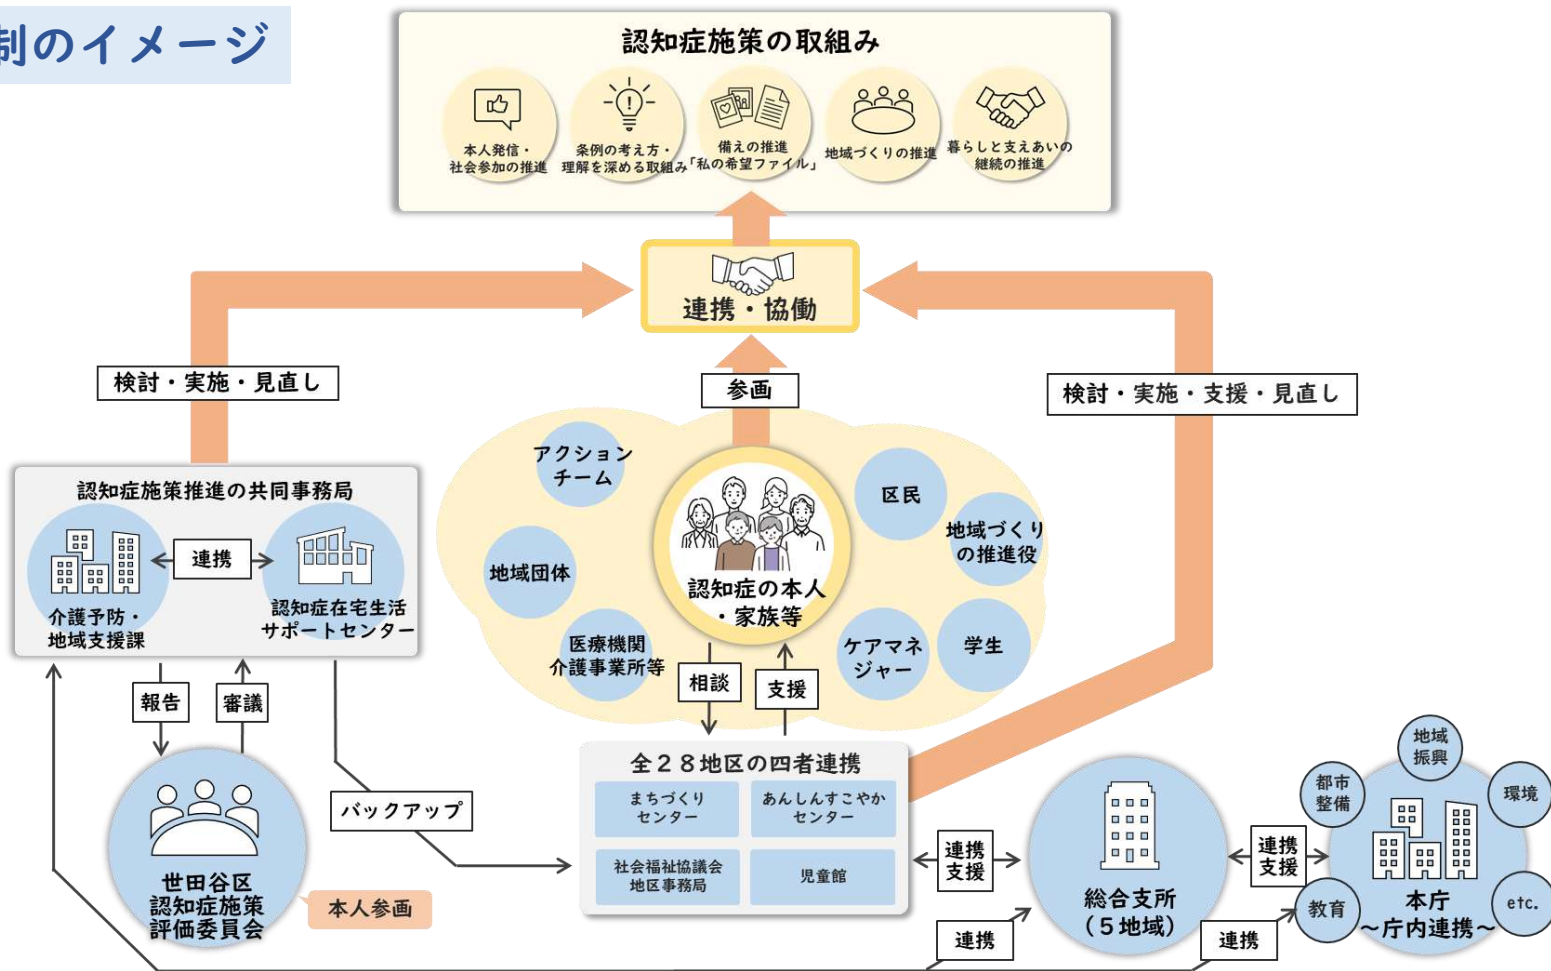 制のイメージ
認知症施策の取組み
本人発信・
社会参加の推進
条例の考え方・
理解を深める取組み
備えの推進
「私の希望ファイル」
地域づくりの推進
暮らしと支えあいの
継続の推進
連携・協働
検討・実施・見直し
参画
検討・実施・支援・見直し
認知症施策推進の共同事務局
介護予防・
地域支援課
連携
認知症在宅生活
サポートセンター
アクション
チーム
地域団体
医療機関
介護事業所等
認知症の本人
・家族等
区民
地域づくり
の推進役
ケアマネ
ジャー
学生
報告
審議
相談
支援
バックアップ
世田谷区
認知症施策
評価委員会
本人参画
全28地区の四者連携
まちづくり
センター
あんしんすこやか
センター
社会福祉協議会
地区事務局
児童館
連携
支援
総合支所
(5地域)
連携
支援
本庁
~庁内連携~
地域
振興
都市
整備
環境
教育
etc.
連携
連携